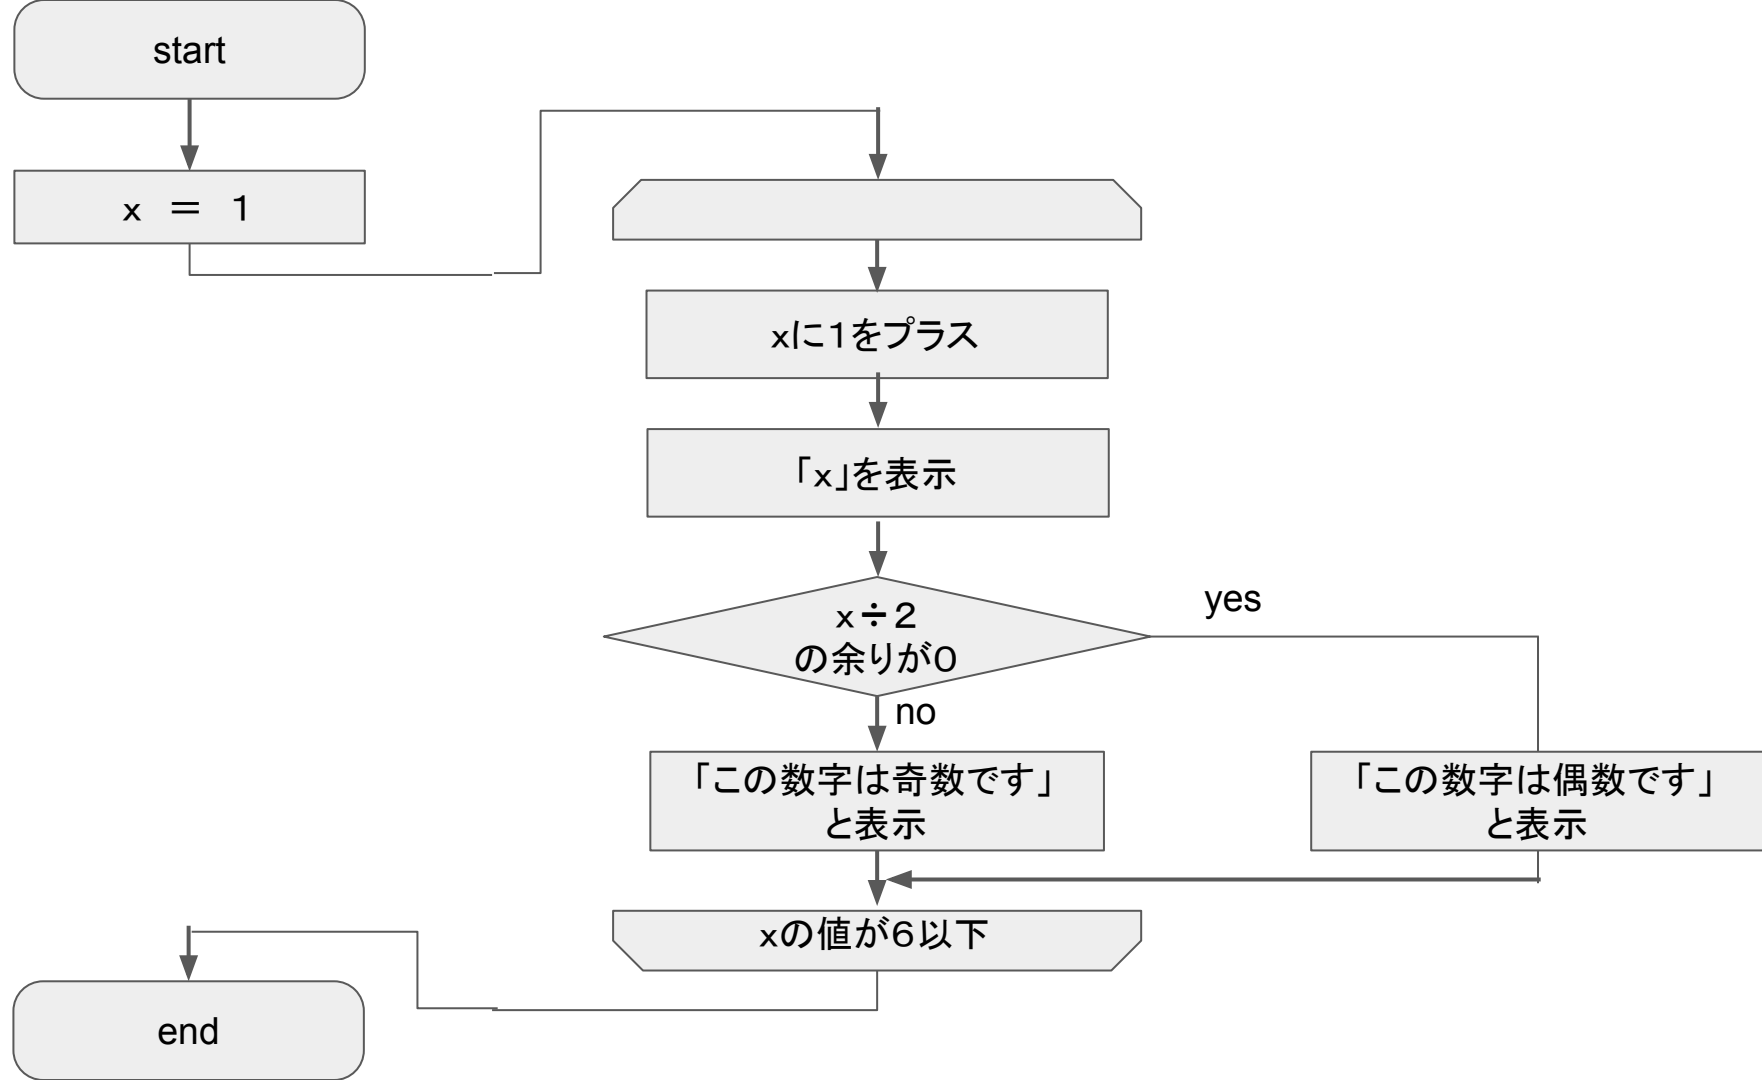 start
x ＝ 1
xに1をプラス
「x」を表示
x÷2
の余りが0
yes
no
「この数字は奇数です」
と表示
「この数字は偶数です」
と表示
xの値が6以下
end